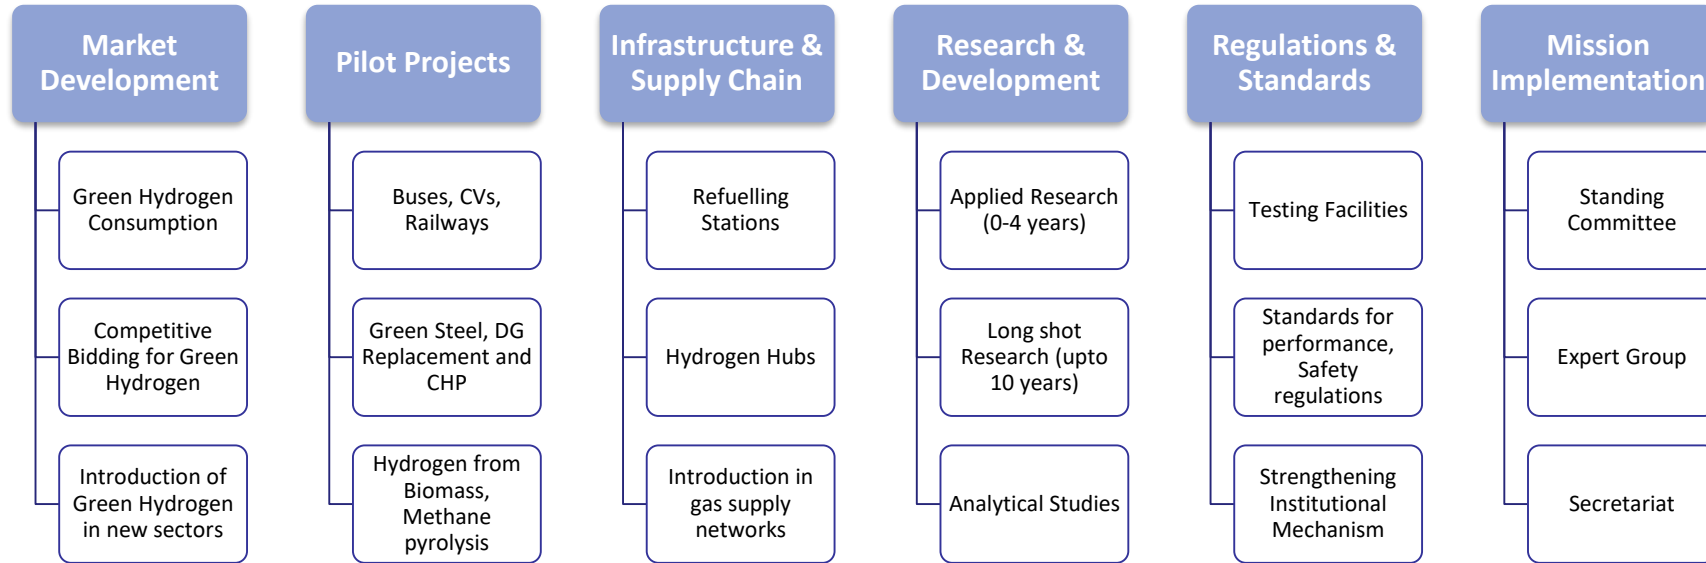 Market
Development
Green Hydrogen
Consumption
Competitive
Bidding for Green
Hydrogen
Introduction of
Green Hydrogen
in new sectors
Pilot Projects
Buses, CVs,
Railways
Green Steel, DG
Replacement and
CHP
Hydrogen from
Biomass,
Methane
pyrolysis
Infrastructure &
Supply Chain
Refuelling
Stations
Hydrogen Hubs
Introduction in
gas supply
networks
Research &
Development
Applied Research
(0-4 years)
Long shot
Research (upto
10 years)
Analytical Studies
Regulations &
Standards
Testing Facilities
Standards for
performance,
Safety
regulations
Strengthening
Institutional
Mechanism
Mission
Implementation
Standing
Committee
Expert Group
Secretariat